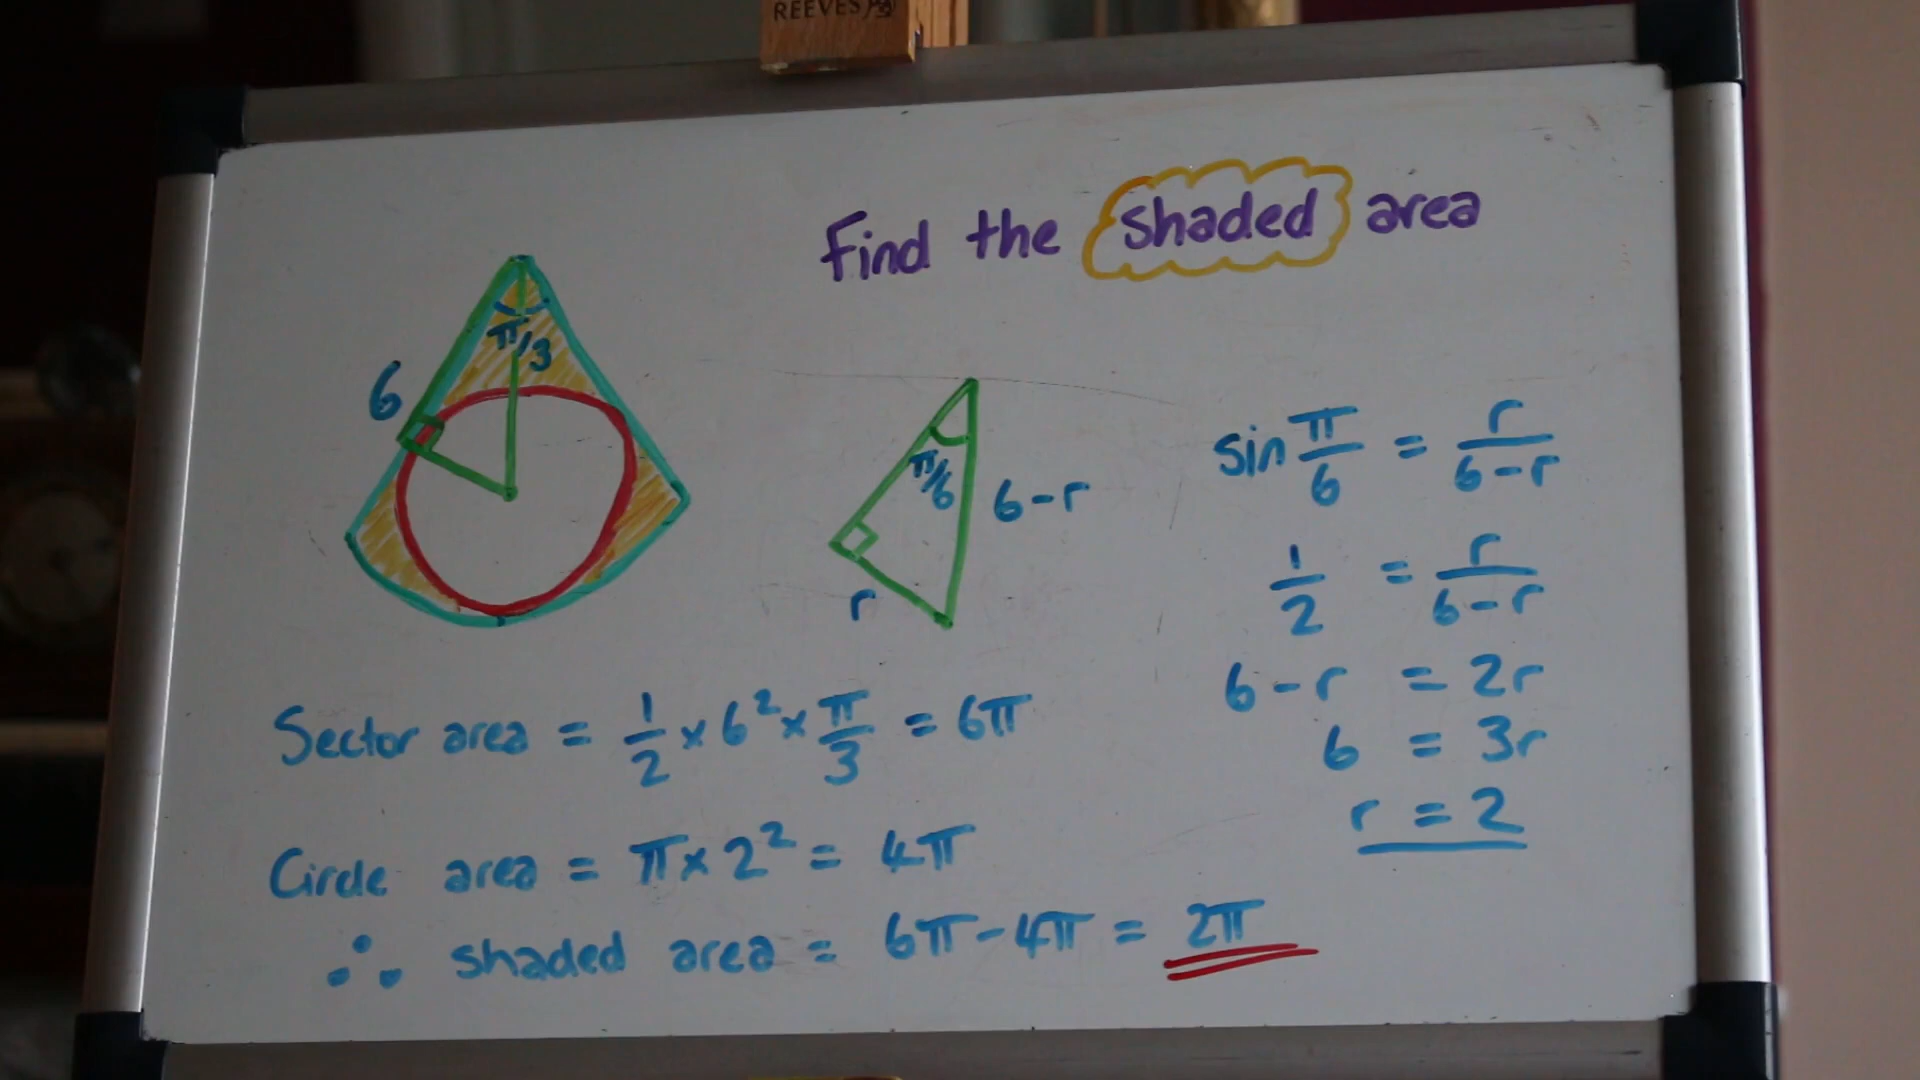 REEVES
Find the shaded area
π/3
6
π/6
6-r
r
sin π/6 = r/(6-r)
1/2 = r/(6-r)
6-r = 2r
6 = 3r
r = 2
Sector area = 1/2 × 6² × π/3 = 6π
Circle area = π × 2² = 4π
∴ shaded area = 6π - 4π = 2π